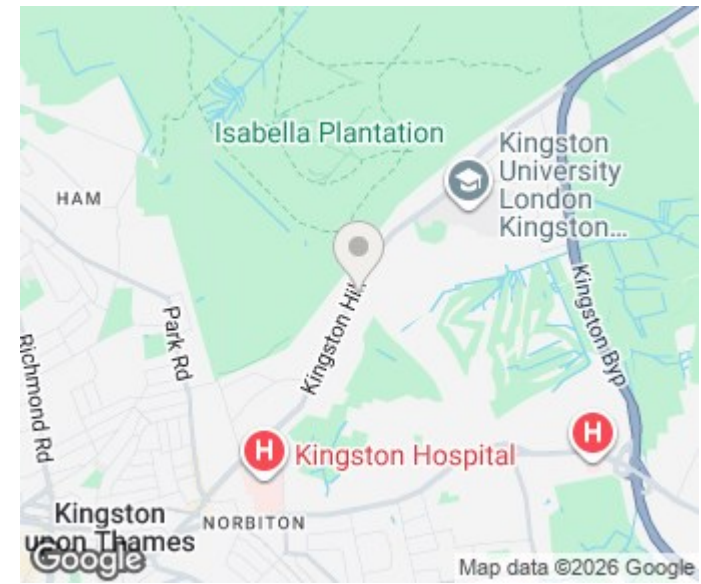 Isabella Plantation
Kingston
University
London
Kingston...
HAM
Kingston Hill
Park Rd
Richmond Rd
Kingston Byp
H
H
Kingston Hospital
Kingston
upon Thames
NORBITON
Google
Map data ©2026 Google